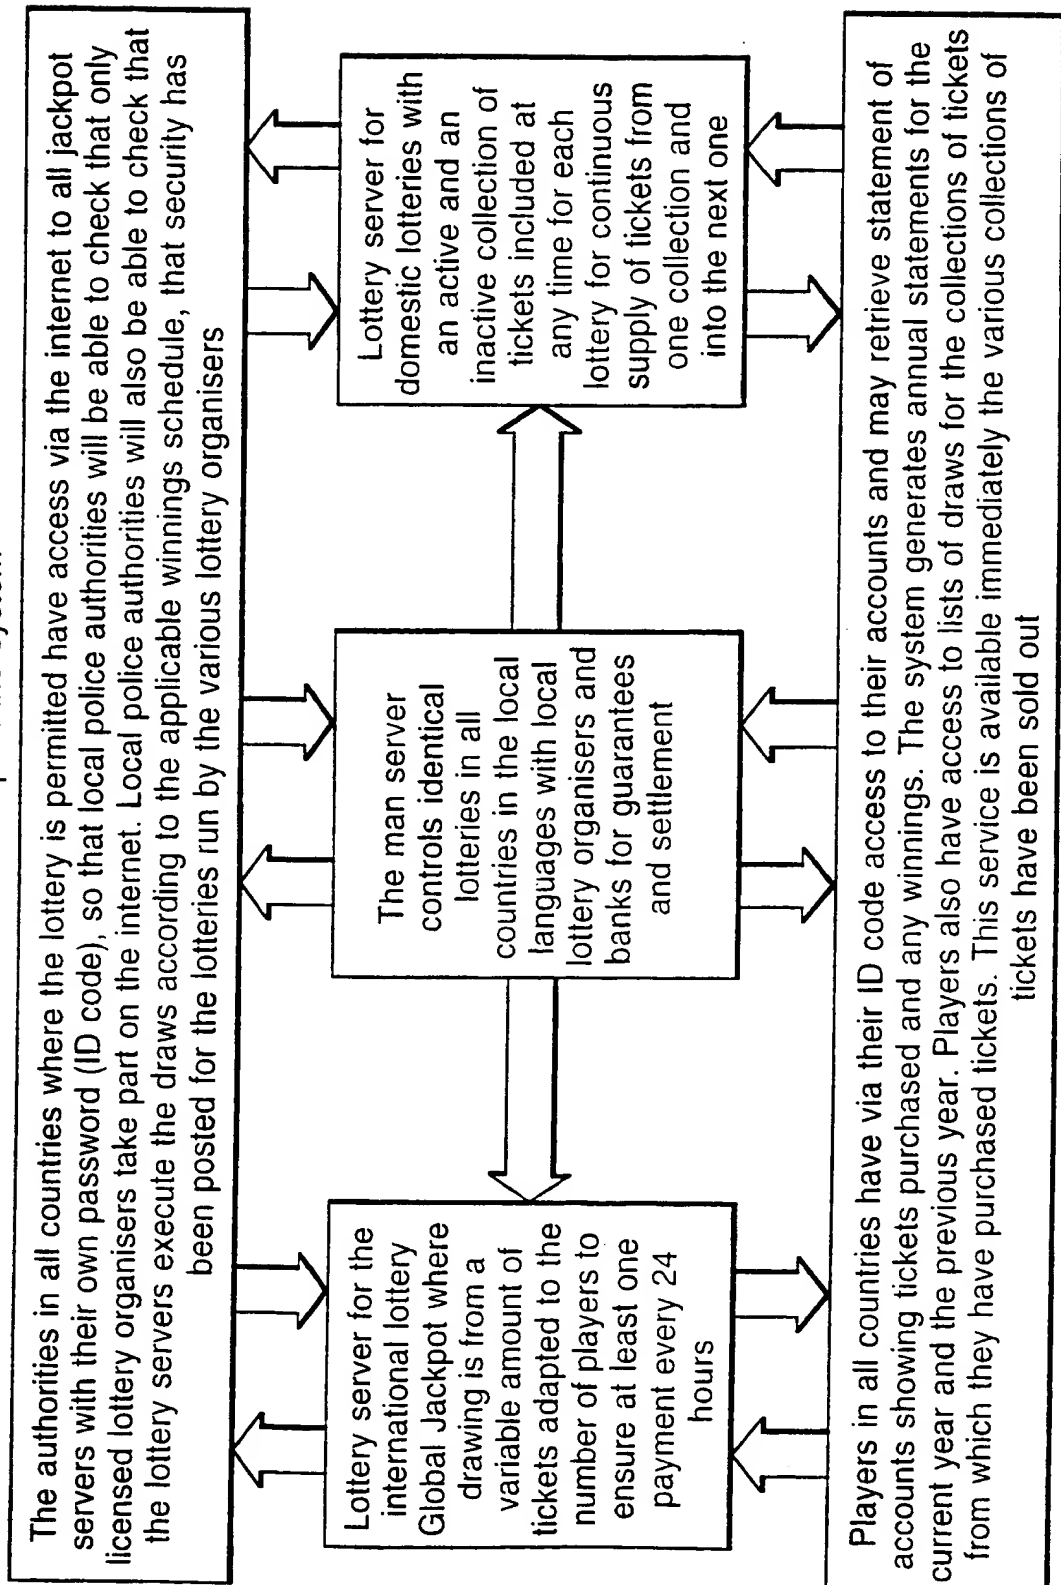 The authorities in all countries where the lottery is permitted have access via the internet to all jackpot
servers with their own password (ID code), so that local police authorities will be able to check that only
licensed lottery organisers take part on the internet. Local police authorities will also be able to check that
the lottery servers execute the draws according to the applicable winnings schedule, that security has
been posted for the lotteries run by the various lottery organisers
Lottery server for the
international lottery
Global Jackpot where
drawing is from a
variable amount of
tickets adapted to the
number of players to
ensure at least one
payment every 24
hours
The man server
controls identical
lotteries in all
countries in the local
languages with local
lottery organisers and
banks for guarantees
and settlement
Lottery server for
domestic lotteries with
an active and an
inactive collection of
tickets included at
any time for each
lottery for continuous
supply of tickets from
one collection and
into the next one
Players in all countries have via their ID code access to their accounts and may retrieve statement of
accounts showing tickets purchased and any winnings. The system generates annual statements for the
current year and the previous year. Players also have access to lists of draws for the collections of tickets
from which they have purchased tickets. This service is available immediately the various collections of
tickets have been sold out